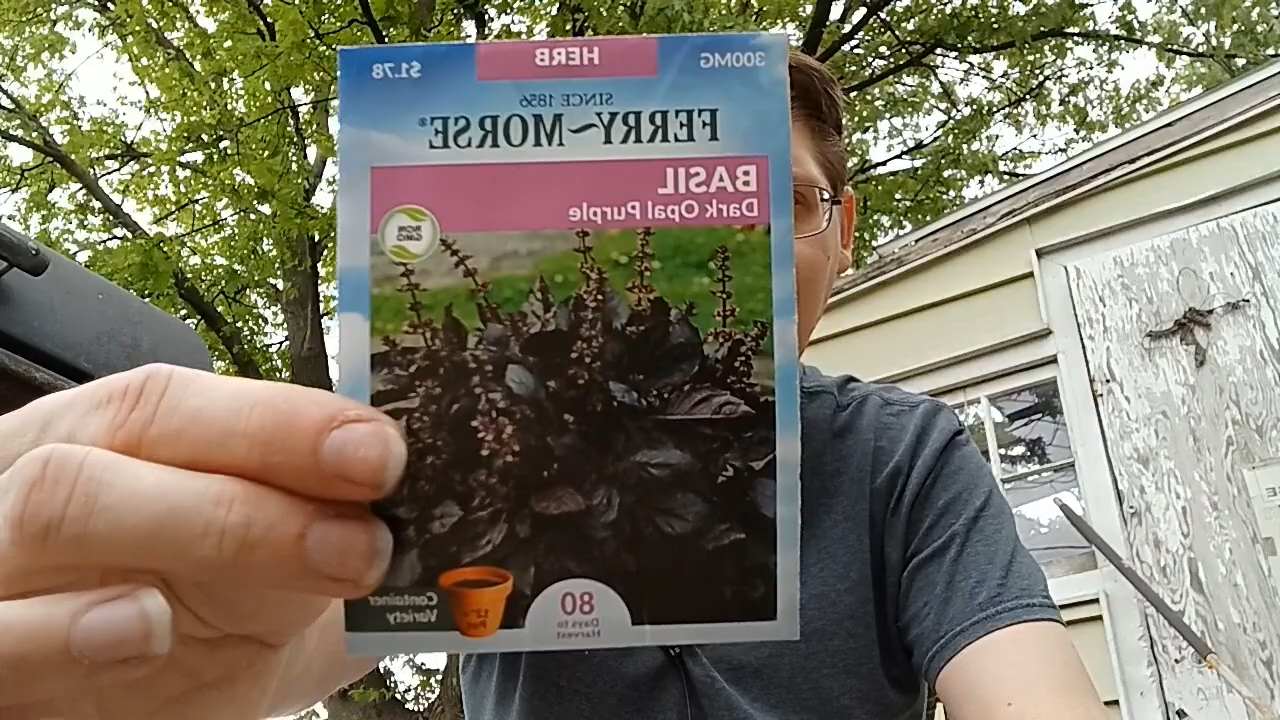 HERB
300MG
$1.78
SINCE 1856
FERRY~MORSE®
BASIL
Dark Opal Purple
NON
GMO
80
Days to
Harvest
12"
Pot
Container
Variety